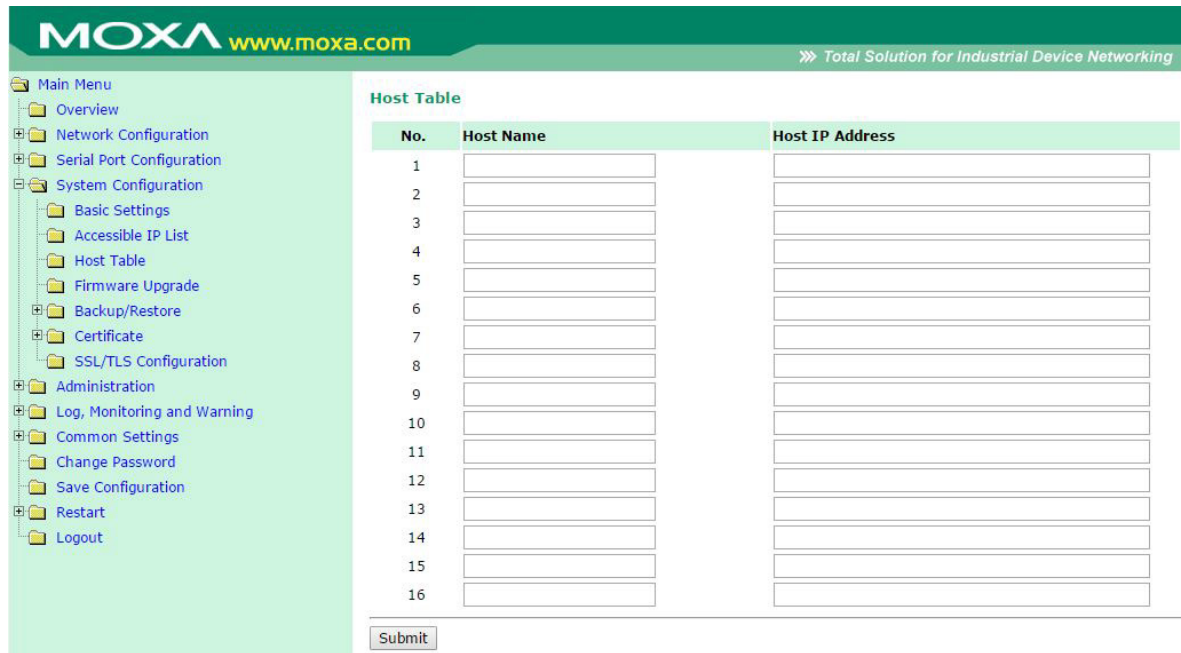 MOXA www.moxa.com
Total Solution for Industrial Device Networking
Main Menu
Overview
Network Configuration
Serial Port Configuration
System Configuration
Basic Settings
Accessible IP List
Host Table
Firmware Upgrade
Backup/Restore
Certificate
SSL/TLS Configuration
Administration
Log, Monitoring and Warning
Common Settings
Change Password
Save Configuration
Restart
Logout
Host Table
No. Host Name Host IP Address
1
2
3
4
5
6
7
8
9
10
11
12
13
14
15
16
Submit